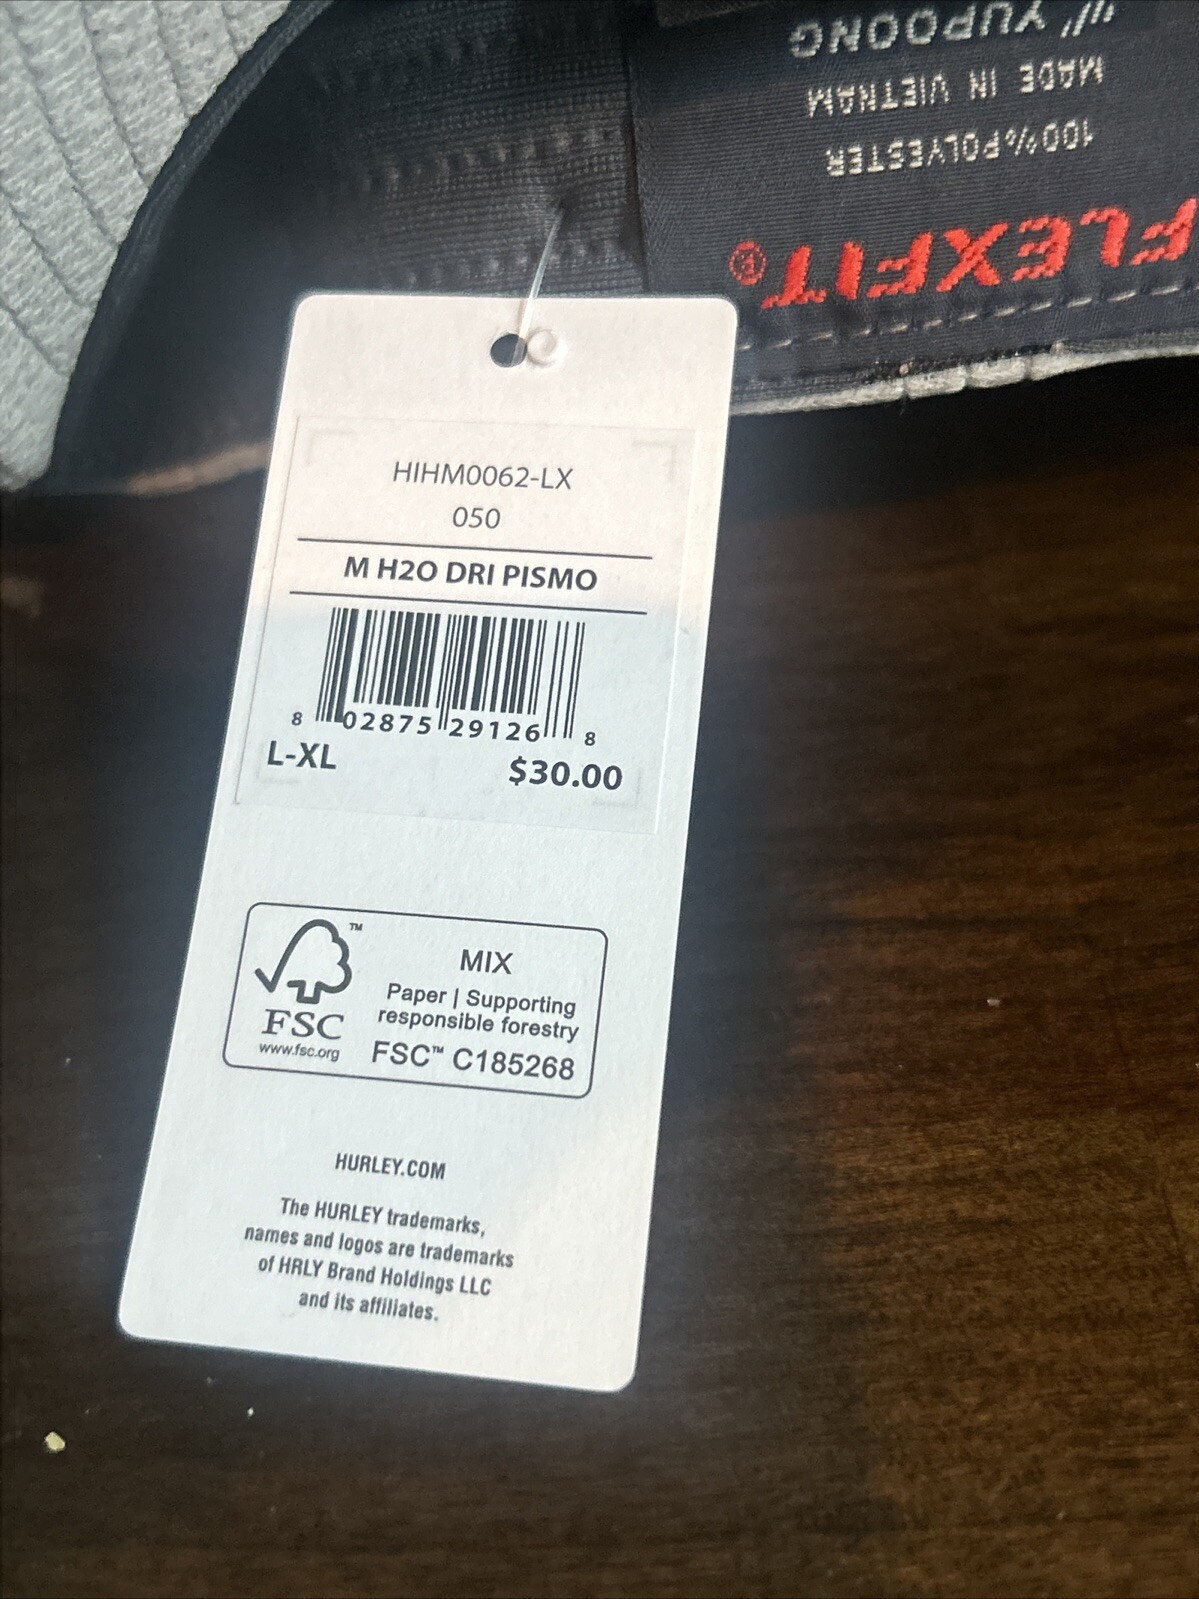 YUPOONG
MADE IN VIETNAM
100%POLYESTER
FLEXFIT®
HIHM0062-LX
050
M H2O DRI PISMO
8 02875 29126 8
L-XL $30.00
FSC
www.fsc.org
™
MIX
Paper | Supporting
responsible forestry
FSC™ C185268
HURLEY.COM
The HURLEY trademarks,
names and logos are trademarks
of HRLY Brand Holdings LLC
and its affiliates.